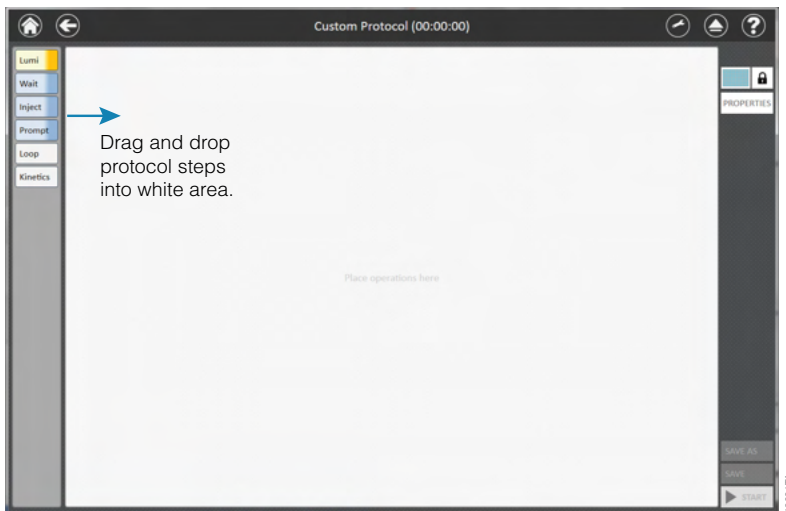 Custom Protocol (00:00:00)
?
Lumi
Wait
Inject
Prompt
Loop
Kinetics
Drag and drop
protocol steps
into white area.
Place operations here
PROPERTIES
SAVE AS
SAVE
START